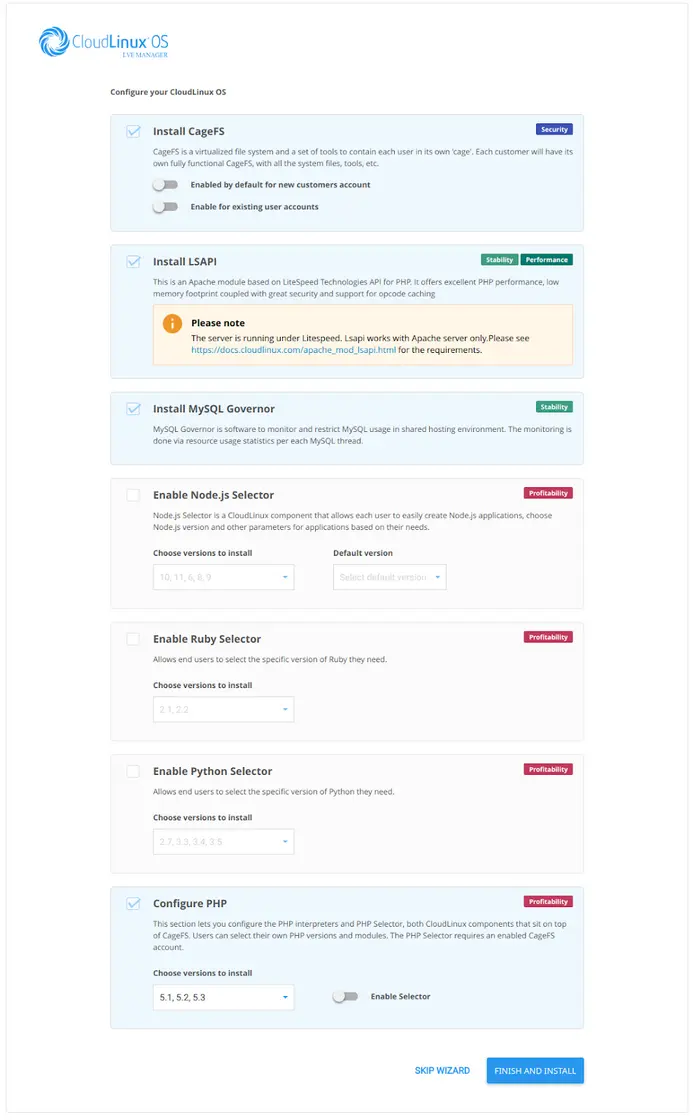 CloudLinux OS
LVE MANAGER
Configure your CloudLinux OS
Install CageFS
Security
CageFS is a virtualized file system and a set of tools to contain each user in its own 'cage'. Each customer will have its
own fully functional CageFS, with all the system files, tools, etc.
Enabled by default for new customers account
Enable for existing user accounts
Install LSAPI
Stability
Performance
This is an Apache module based on LiteSpeed Technologies API for PHP. It offers excellent PHP performance, low
memory footprint coupled with great security and support for opcode caching
Please note
The server is running under Litespeed. Lsapi works with Apache server only.Please see
https://docs.cloudlinux.com/apache_mod_lsapi.html for the requirements.
Install MySQL Governor
Stability
MySQL Governor is software to monitor and restrict MySQL usage in shared hosting environment. The monitoring is
done via resource usage statistics per each MySQL thread.
Enable Node.js Selector
Profitability
Node.js Selector is a CloudLinux component that allows each user to easily create Node.js applications, choose
Node.js version and other parameters for applications based on their needs.
Choose versions to install
Default version
10, 11, 6, 8, 9
Select default version
Enable Ruby Selector
Profitability
Allows end users to select the specific version of Ruby they need.
Choose versions to install
2.1, 2.2
Enable Python Selector
Profitability
Allows end users to select the specific version of Python they need.
Choose versions to install
2.7, 3.3, 3.4, 3.5
Configure PHP
Profitability
This section lets you configure the PHP interpreters and PHP Selector, both CloudLinux components that sit on top
of CageFS. Users can select their own PHP versions and modules. The PHP Selector requires an enabled CageFS
account.
Choose versions to install
5.1, 5.2, 5.3
Enable Selector
SKIP WIZARD
FINISH AND INSTALL